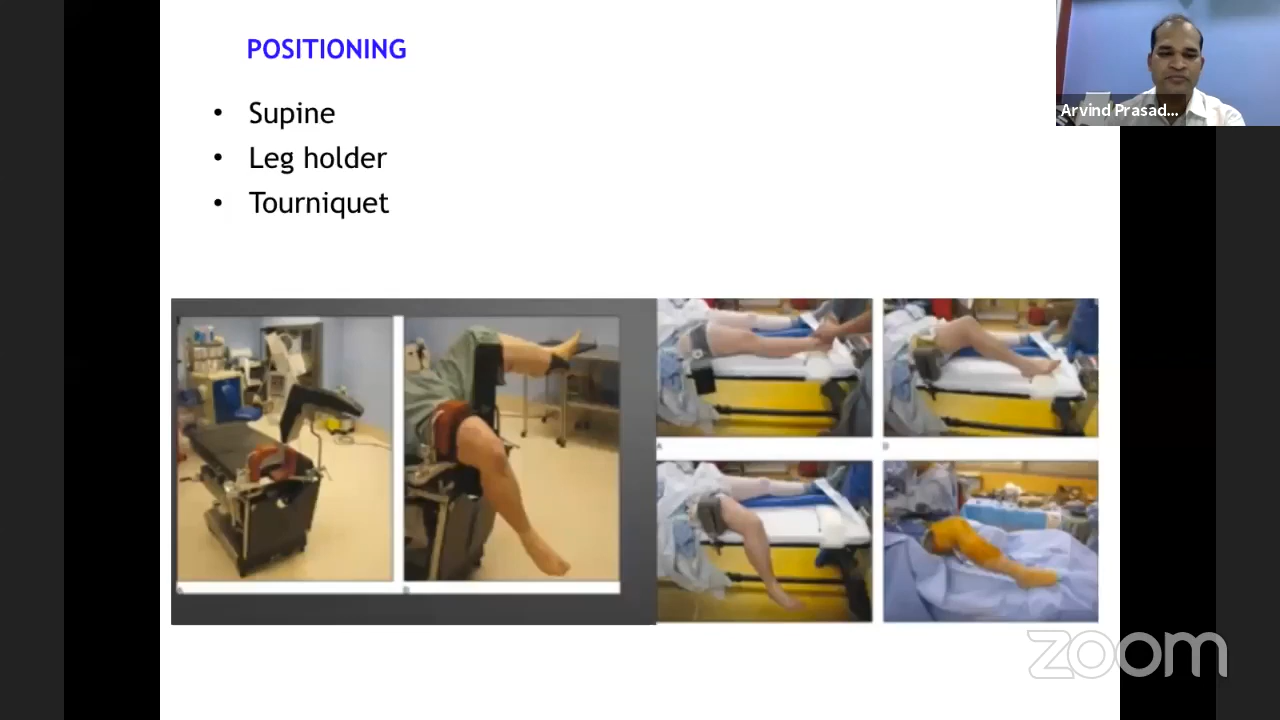 POSITIONING
• Supine
• Leg holder
• Tourniquet
Arvind Prasad...
zoom